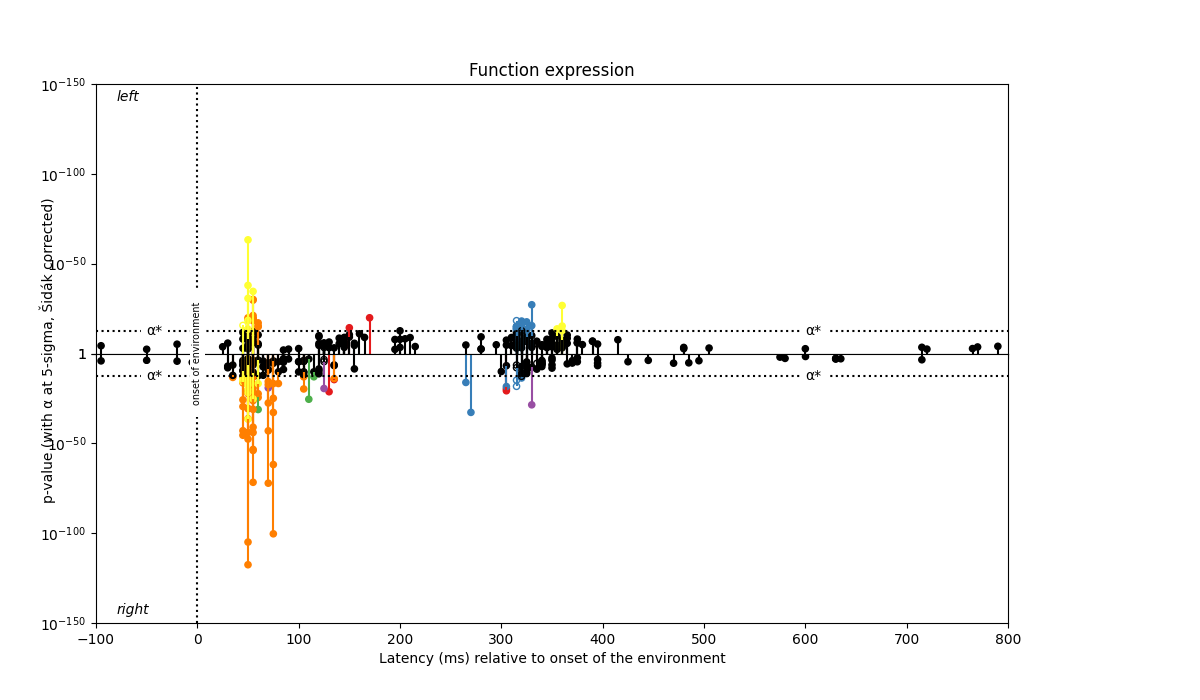 Function expression
10⁻¹⁵⁰
left
10⁻¹⁰⁰
10⁻⁵⁰
α* α*
1
α* α*
10⁻⁵⁰
10⁻¹⁰⁰
right
10⁻¹⁵⁰
onset of environment
p-value (with α at 5-sigma, Šidák corrected)
−100 0 100 200 300 400 500 600 700 800
Latency (ms) relative to onset of the environment